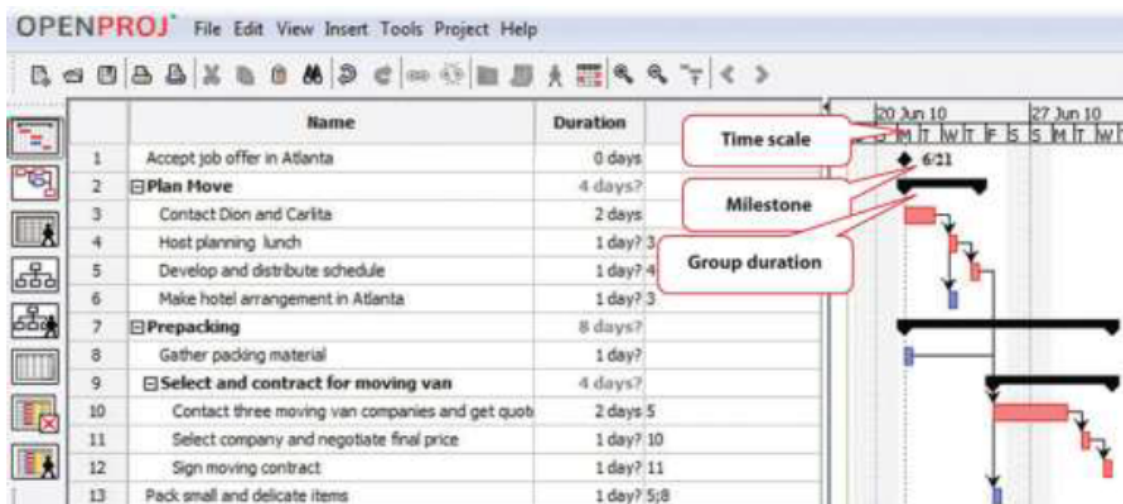 OPENPROJ File Edit View Insert Tools Project Help
Name Duration
20 Jun 10 27 Jun 10
M T W T F S S M T W T
Time scale
1 Accept job offer in Atlanta 0 days
6/21
2 Plan Move 4 days?
Milestone
3 Contact Dion and Carlita 2 days
4 Host planning lunch 1 day? 3
Group duration
5 Develop and distribute schedule 1 day? 4
6 Make hotel arrangement in Atlanta 1 day? 3
7 Prepacking 8 days?
8 Gather packing material 1 day?
9 Select and contract for moving van 4 days?
10 Contact three moving van companies and get quot 2 days 5
11 Select company and negotiate final price 1 day? 10
12 Sign moving contract 1 day? 11
13 Pack small and delicate items 1 day? 5;8